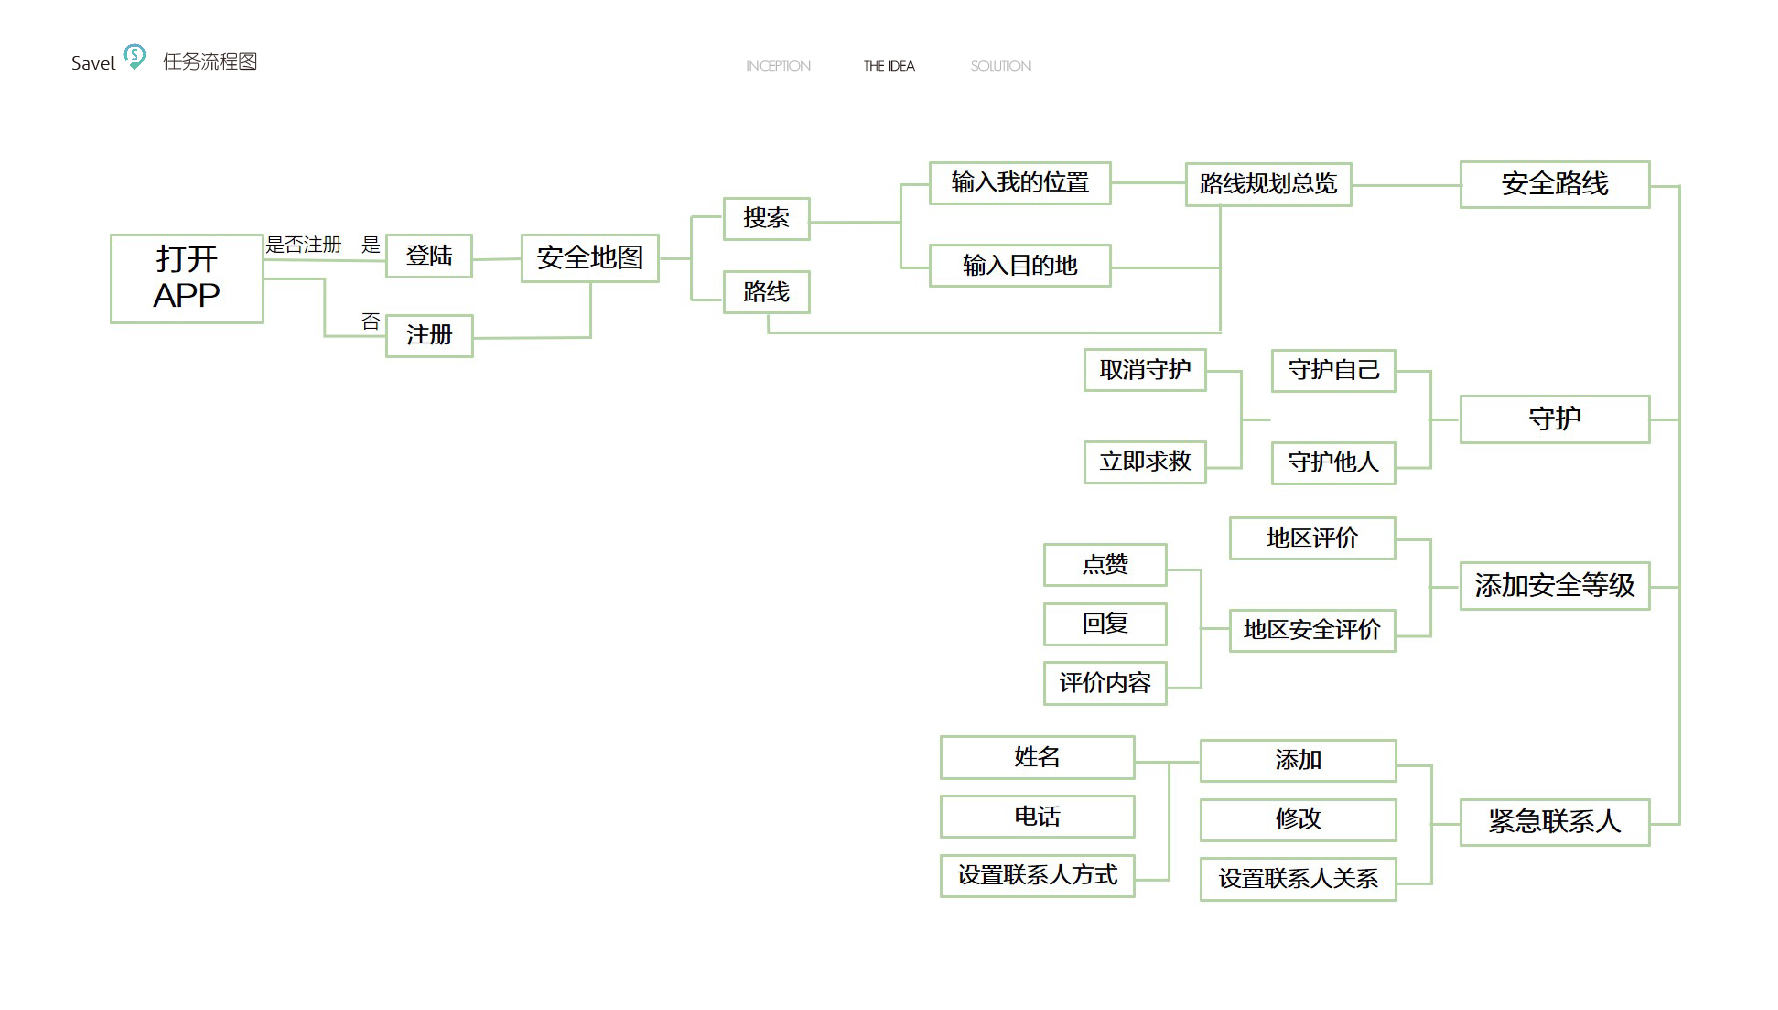 Savel S 任务流程图
INCEPTION THE IDEA SOLUTION
打开
APP
是否注册 是
否
登陆
注册
安全地图
搜索
路线
输入我的位置
输入目的地
路线规划总览
安全路线
取消守护
守护自己
守护
立即求救
守护他人
地区评价
点赞
添加安全等级
回复
地区安全评价
评价内容
姓名
添加
电话
修改
紧急联系人
设置联系人方式
设置联系人关系